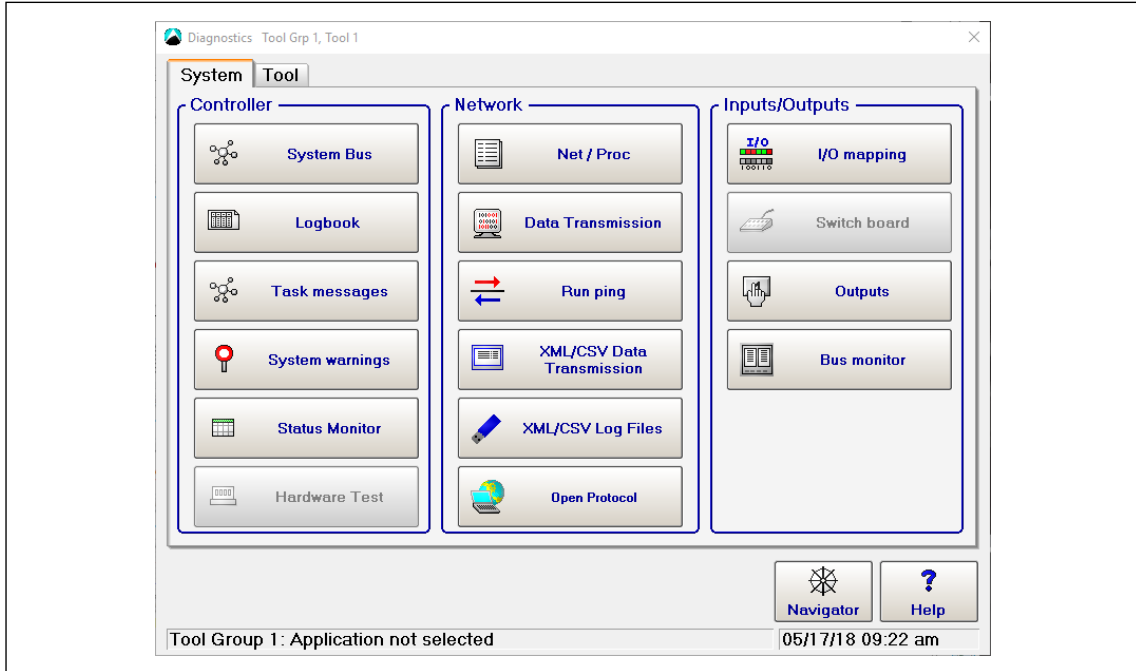 Diagnostics Tool Grp 1, Tool 1
System Tool
Controller
System Bus
Logbook
Task messages
System warnings
Status Monitor
Hardware Test
Network
Net / Proc
Data Transmission
Run ping
XML/CSV Data
Transmission
XML/CSV Log Files
Open Protocol
Inputs/Outputs
I/O
100110
I/O mapping
Switch board
Outputs
Bus monitor
Navigator
?
Help
Tool Group 1: Application not selected
05/17/18 09:22 am